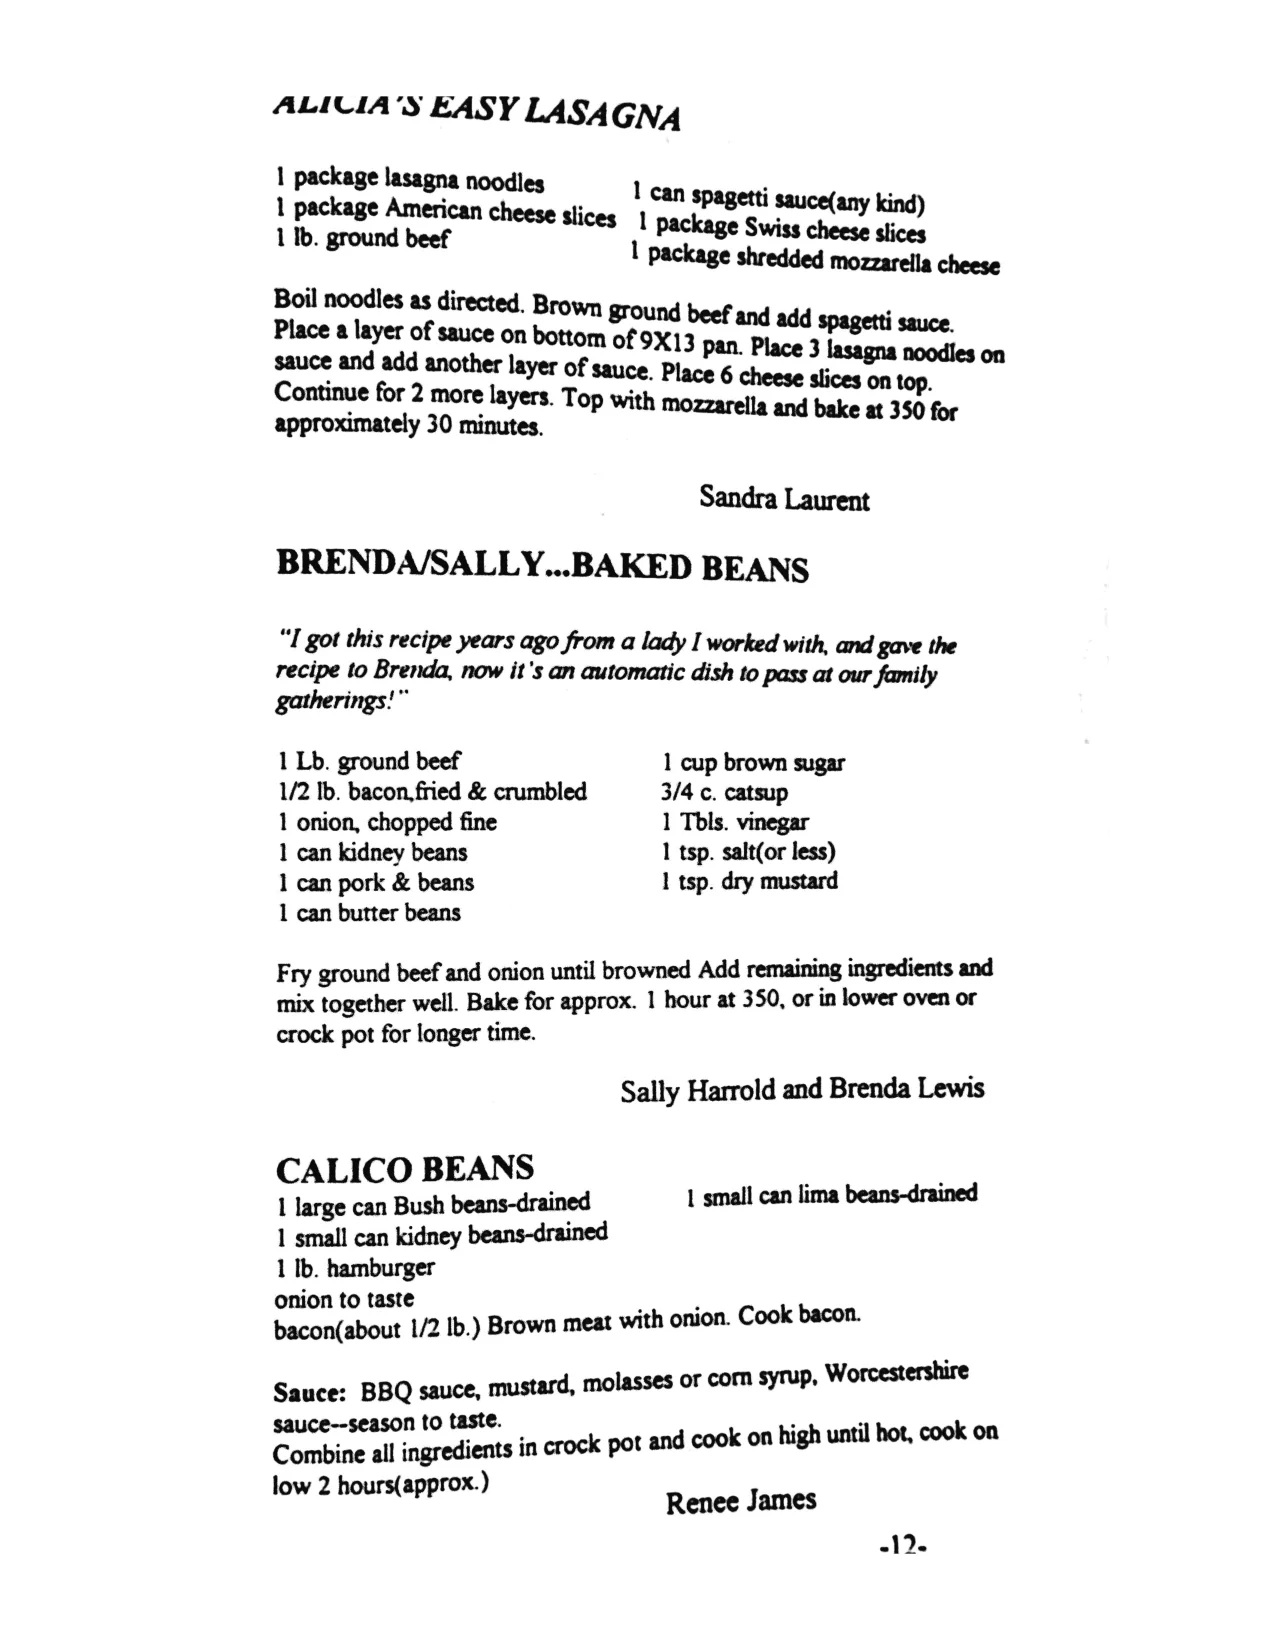 ALICIA'S EASY LASAGNA
1 package lasagna noodles 1 can spagetti sauce(any kind)
1 package American cheese slices 1 package Swiss cheese slices
1 lb. ground beef 1 package shredded mozzarella cheese
Boil noodles as directed. Brown ground beef and add spagetti sauce.
Place a layer of sauce on bottom of 9X13 pan. Place 3 lasagna noodles on
sauce and add another layer of sauce. Place 6 cheese slices on top.
Continue for 2 more layers. Top with mozzarella and bake at 350 for
approximately 30 minutes.
Sandra Laurent
BRENDA/SALLY...BAKED BEANS
"I got this recipe years ago from a lady I worked with, and gave the
recipe to Brenda, now it's an automatic dish to pass at our family
gatherings!"
1 Lb. ground beef 1 cup brown sugar
1/2 lb. bacon,fried & crumbled 3/4 c. catsup
1 onion, chopped fine 1 Tbls. vinegar
1 can kidney beans 1 tsp. salt(or less)
1 can pork & beans 1 tsp. dry mustard
1 can butter beans
Fry ground beef and onion until browned Add remaining ingredients and
mix together well. Bake for approx. 1 hour at 350, or in lower oven or
crock pot for longer time.
Sally Harrold and Brenda Lewis
CALICO BEANS
1 large can Bush beans-drained 1 small can lima beans-drained
1 small can kidney beans-drained
1 lb. hamburger
onion to taste
bacon(about 1/2 lb.) Brown meat with onion. Cook bacon.
Sauce: BBQ sauce, mustard, molasses or corn syrup, Worcestershire
sauce--season to taste.
Combine all ingredients in crock pot and cook on high until hot, cook on
low 2 hours(approx.)
Renee James
-12-